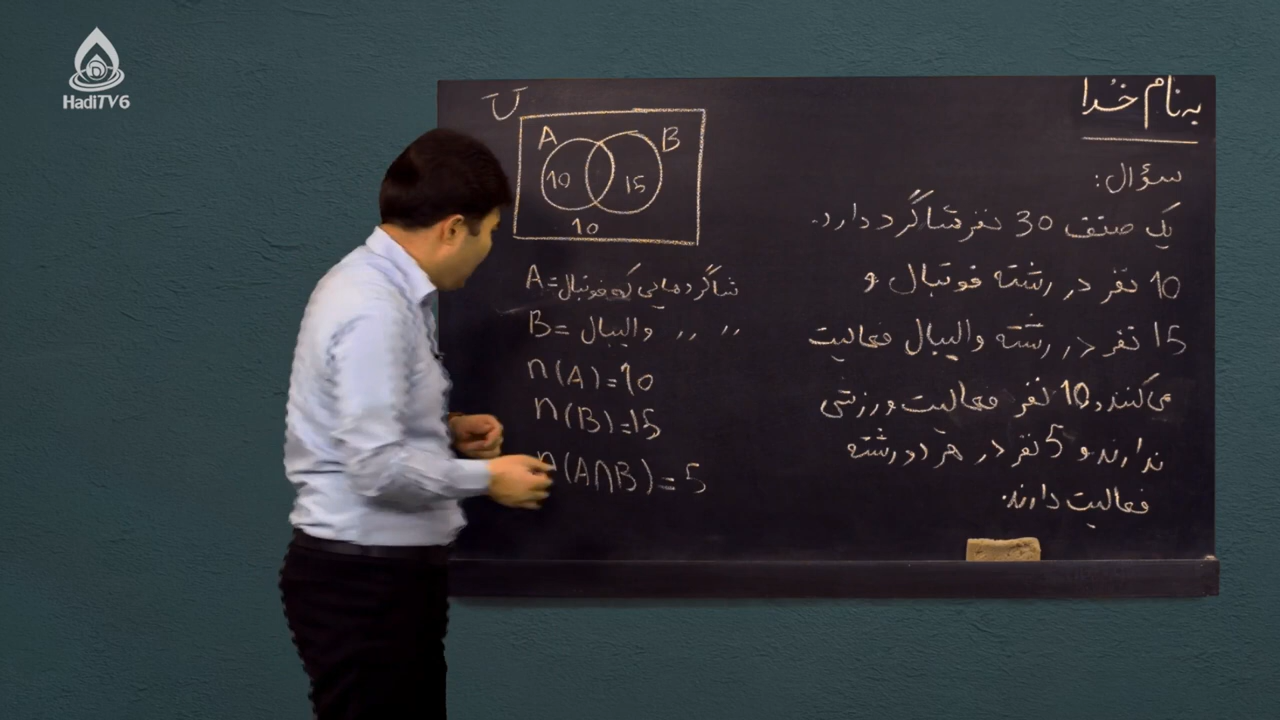 HadiTV6
به نام خدا
سؤال:
یک صنف 30 نفر شاگرد دارد.
10 نفر در رشته فوتبال و
15 نفر در رشته والیبال فعالیت
می‌کنند و 10 نفر فعالیت ورزشی
ندارند و 5 نفر در هر دو رشته
فعالیت دارند.
U
A B
10 15
10
A = شاگردهایی که فوتبال
B = والیبال ,, ,, ,,
n(A)=10
n(B)=15
n(A∩B)=5